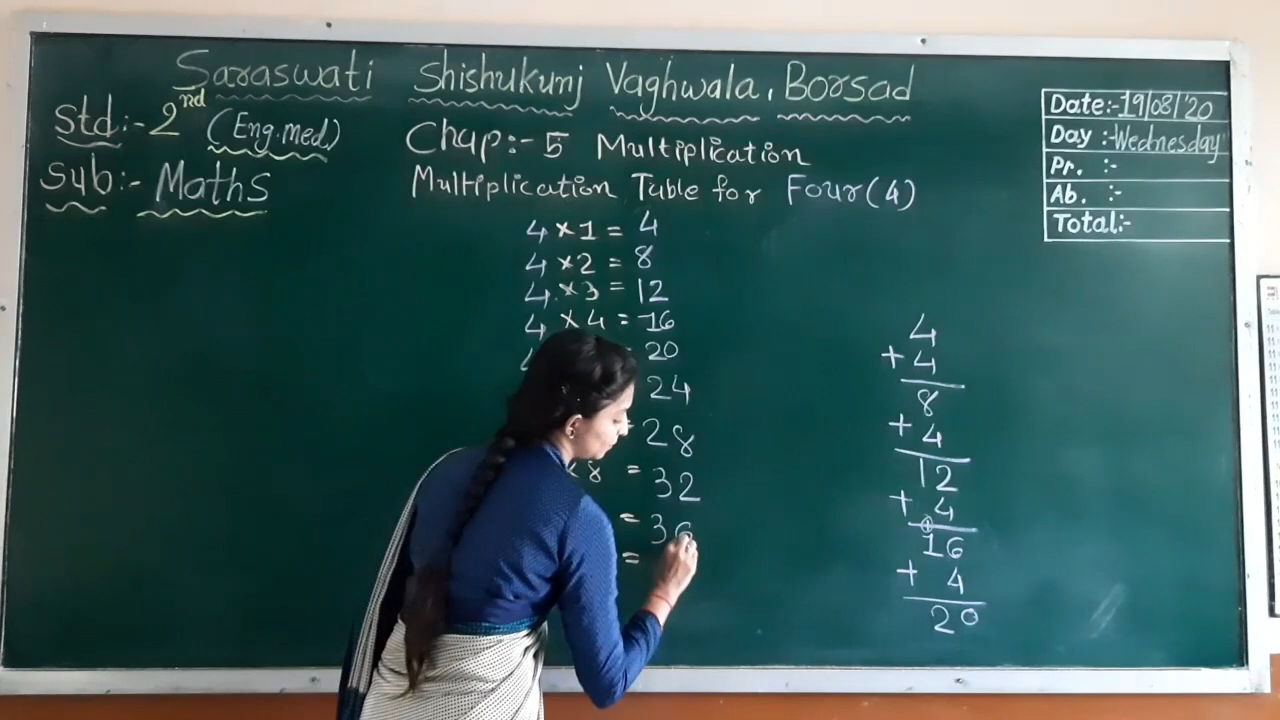 Saraswati Shishukunj Vaghwala, Borsad
Std:- 2nd (Eng.med.)
Sub:- Maths
Chap:- 5 Multiplication
Multiplication Table for Four (4)
Date:- 19/08/'20
Day :- Wednesday
Pr. :-
Ab. :-
Total:-
4 × 1 = 4
4 × 2 = 8
4 × 3 = 12
4 × 4 = 16
20
24
28
× 8 = 32
= 36
=
4
+ 4
8
+ 4
12
+ 4
16
+ 4
20